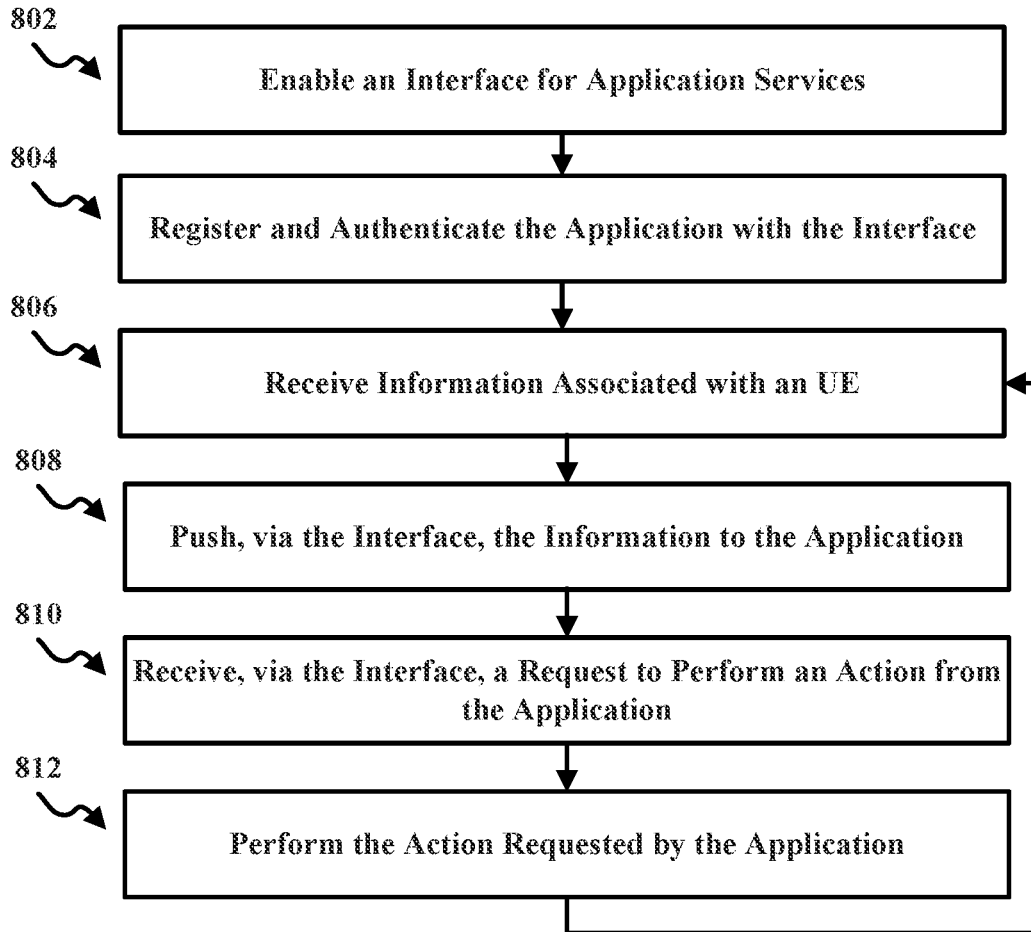 802
Enable an Interface for Application Services
804
Register and Authenticate the Application with the Interface
806
Receive Information Associated with an UE
808
Push, via the Interface, the Information to the Application
810
Receive, via the Interface, a Request to Perform an Action from
the Application
812
Perform the Action Requested by the Application